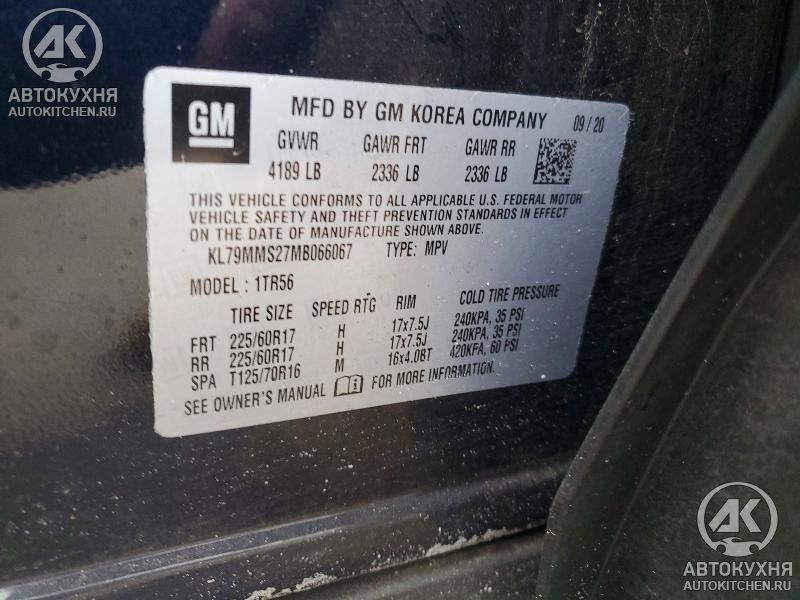 AK
АВТОКУХНЯ
AUTOKITCHEN.RU
GM
MFD BY GM KOREA COMPANY 09 / 20
GVWR GAWR FRT GAWR RR
4189 LB 2336 LB 2336 LB
THIS VEHICLE CONFORMS TO ALL APPLICABLE U.S. FEDERAL MOTOR
VEHICLE SAFETY AND THEFT PREVENTION STANDARDS IN EFFECT
ON THE DATE OF MANUFACTURE SHOWN ABOVE.
KL79MMS27MB066067 TYPE: MPV
MODEL : 1TR56
TIRE SIZE SPEED RTG RIM COLD TIRE PRESSURE
FRT 225/60R17 H 17x7.5J 240KPA, 35 PSI
RR 225/60R17 H 17x7.5J 240KPA, 35 PSI
SPA T125/70R16 M 16x4.0BT 420KPA, 60 PSI
SEE OWNER'S MANUAL FOR MORE INFORMATION.
AK
АВТОКУХНЯ
AUTOKITCHEN.RU